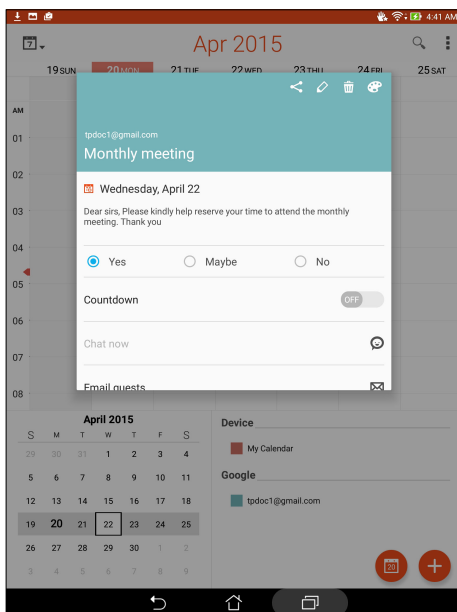 4:41 AM
7
Apr 2015
19 SUN 20 MON 21 TUE 22 WED 23 THU 24 FRI 25 SAT
AM
01
02
03
04
05
06
07
08
tpdoc1@gmail.com
Monthly meeting
Wednesday, April 22
Dear sirs, Please kindly help reserve your time to attend the monthly
meeting. Thank you
Yes Maybe No
Countdown OFF
Chat now
Email guests
April 2015
S M T W T F S
29 30 31 1 2 3 4
5 6 7 8 9 10 11
12 13 14 15 16 17 18
19 20 21 22 23 24 25
26 27 28 29 30 1 2
3 4 5 6 7 8 9
Device
My Calendar
Google
tpdoc1@gmail.com
20